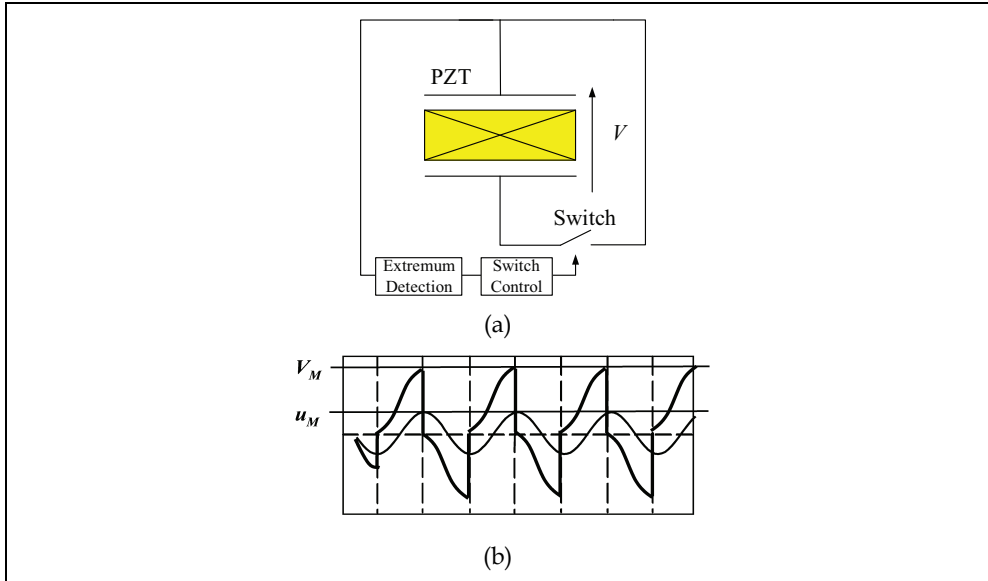 PZT
V
Switch
Extremum
Detection
Switch
Control
(a)
V_M
u_M
(b)